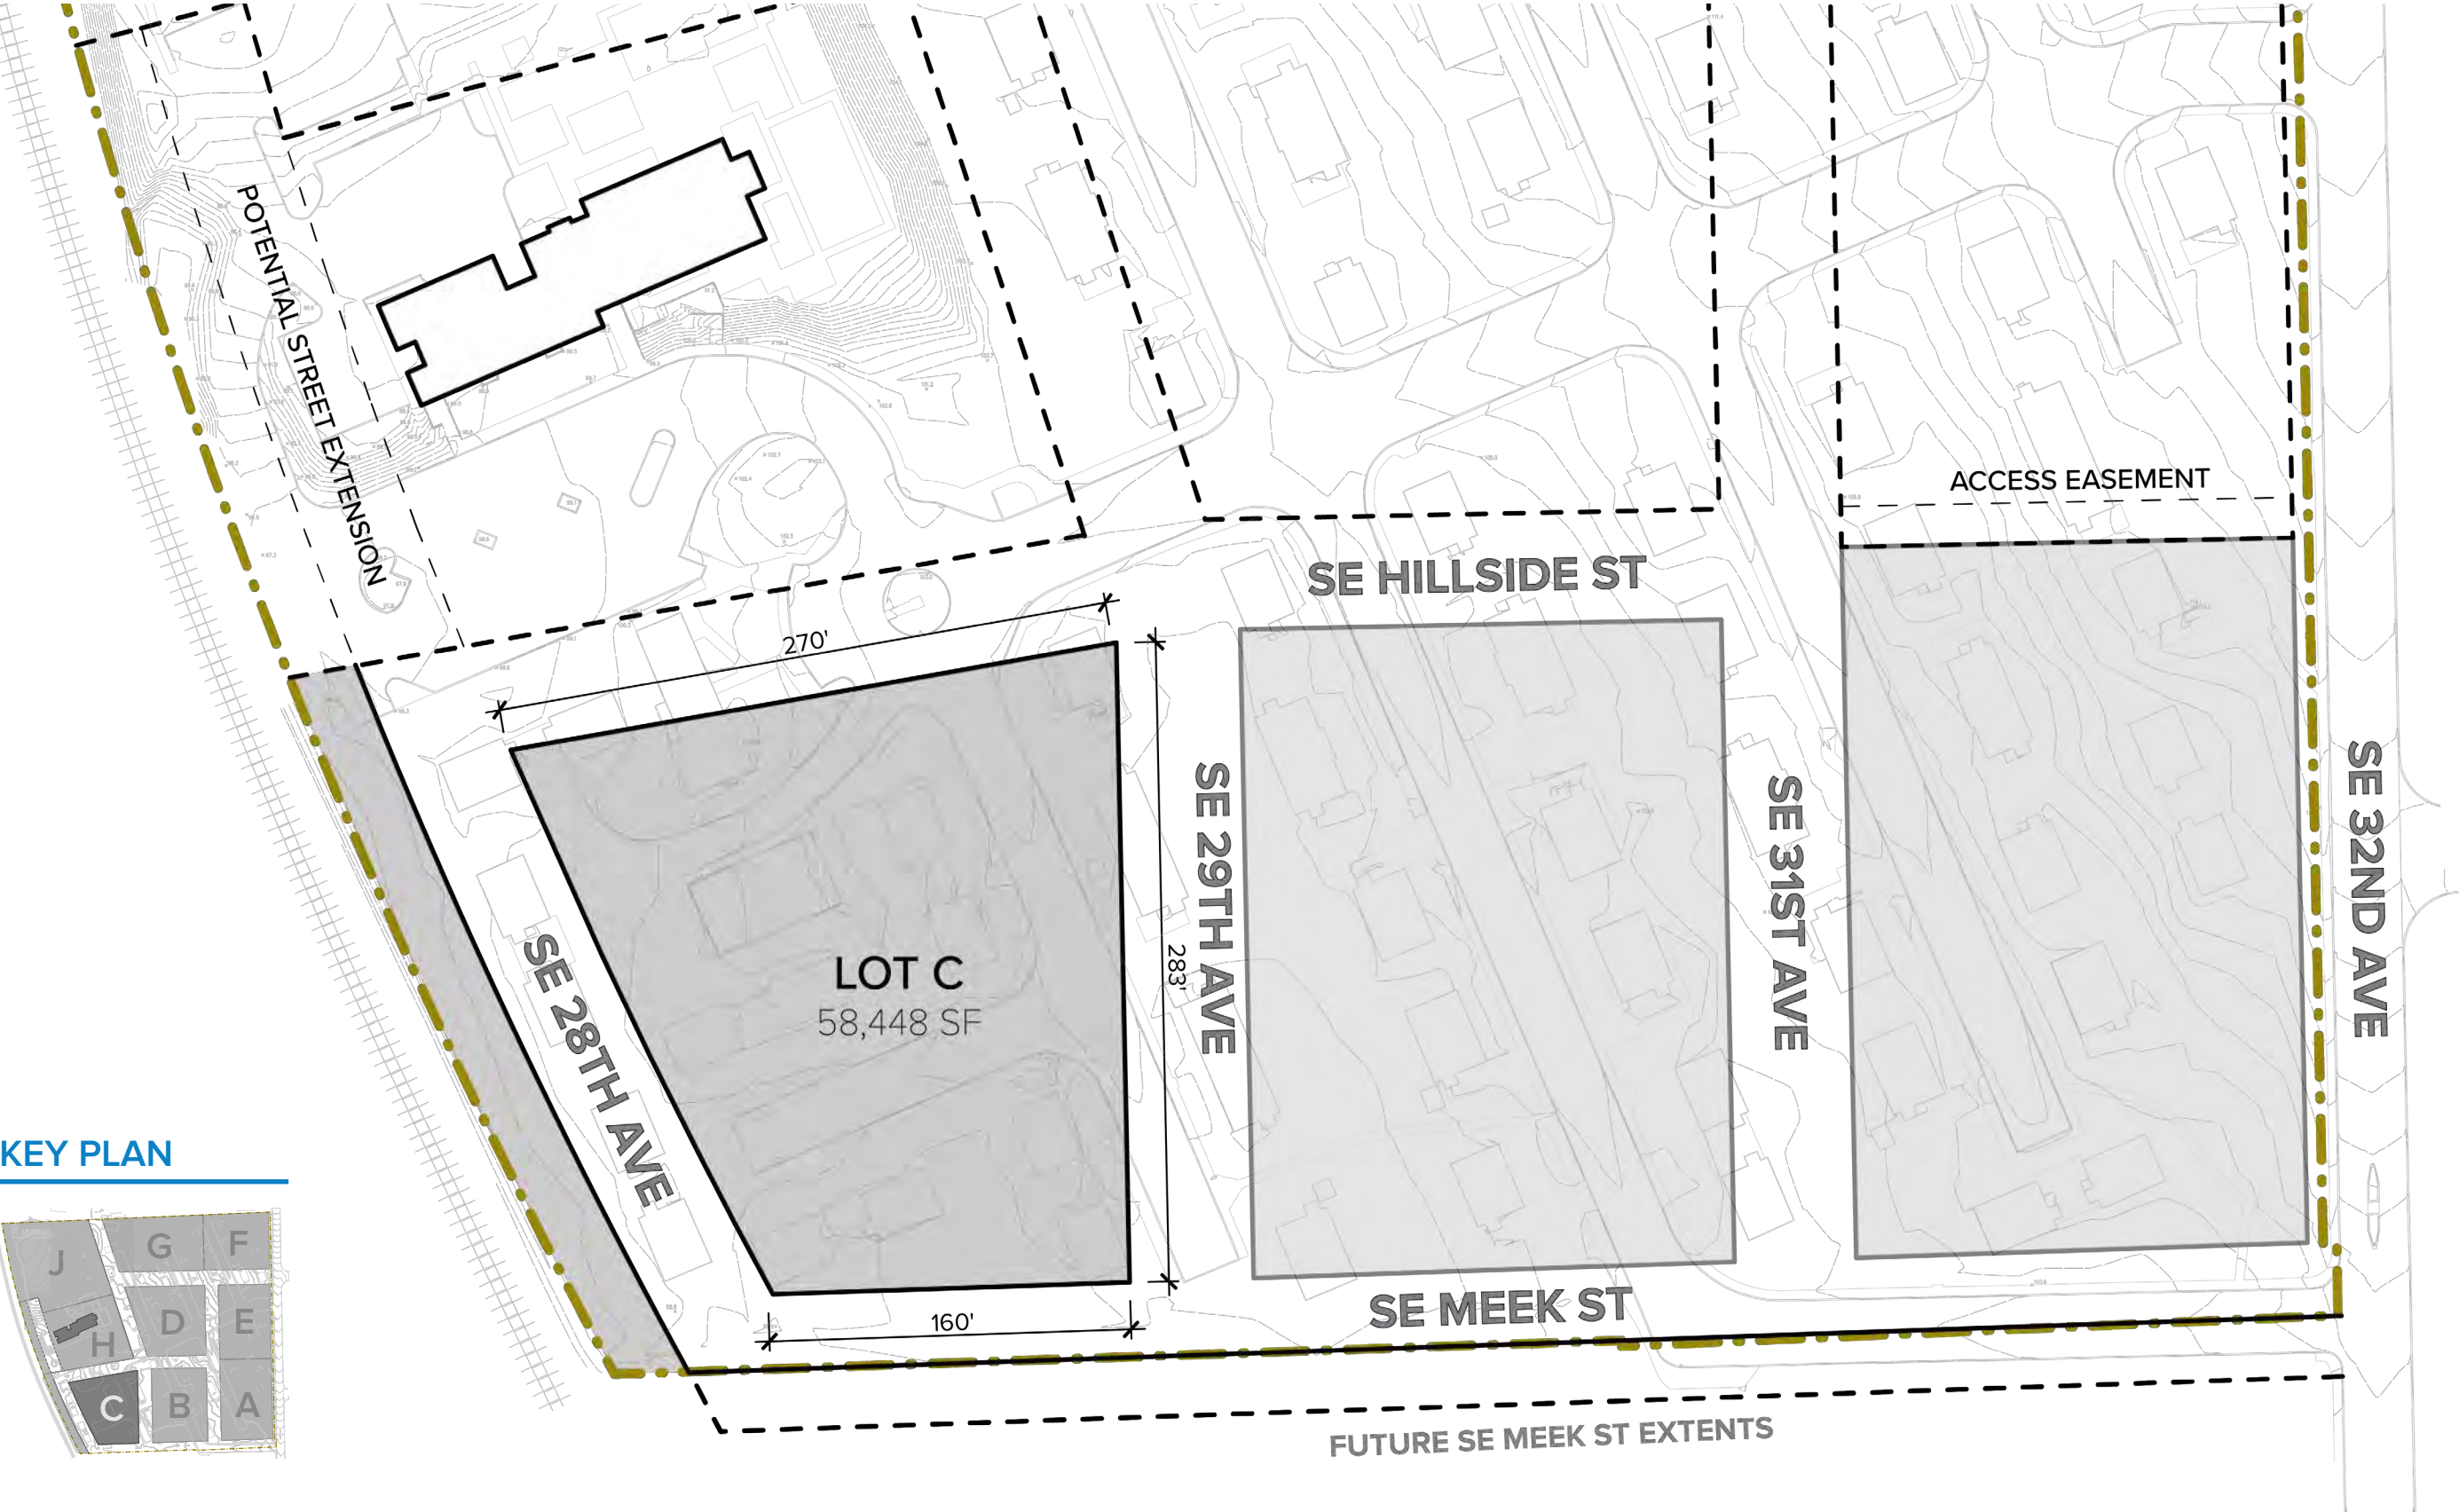 POTENTIAL STREET EXTENSION
ACCESS EASEMENT
SE HILLSIDE ST
270'
283'
SE 29TH AVE
SE 31ST AVE
SE 32ND AVE
SE 28TH AVE
LOT C
58,448 SF
160'
SE MEEK ST
FUTURE SE MEEK ST EXTENTS
KEY PLAN
G
F
J
D
E
H
C
B
A